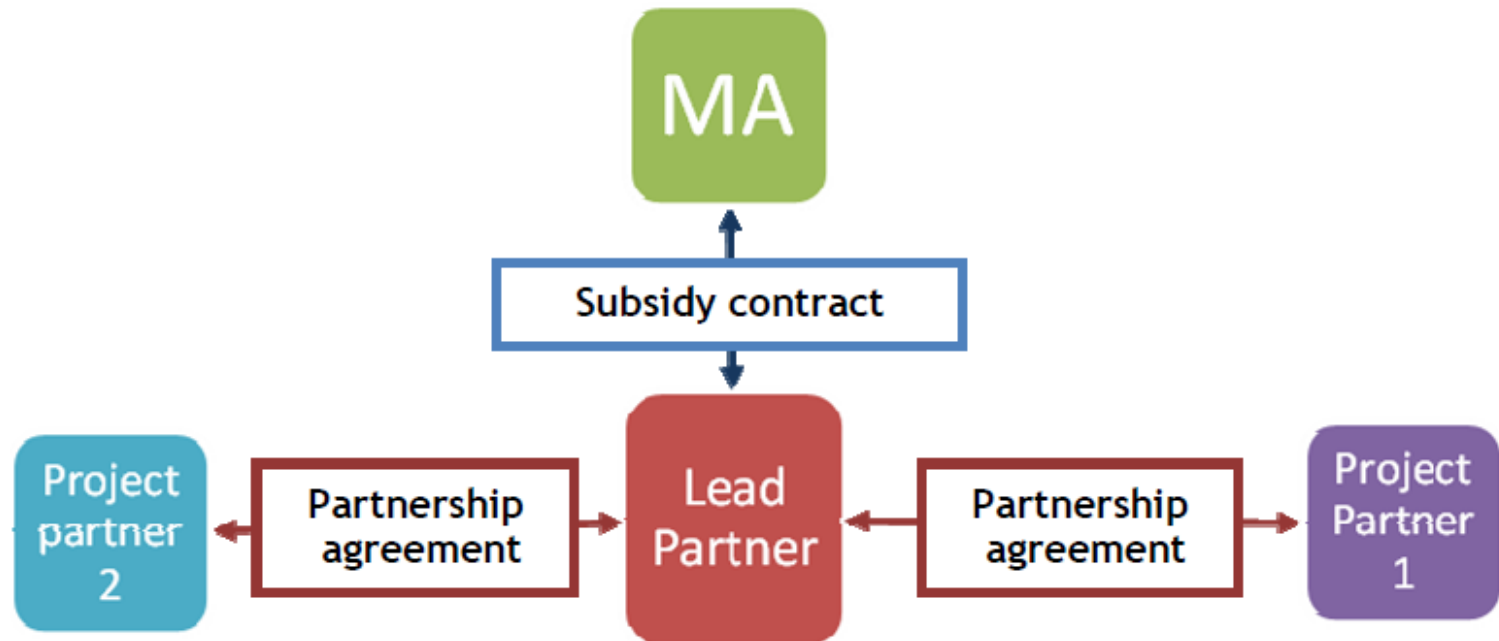 MA
Subsidy contract
Project
partner
2
Partnership
agreement
Lead
Partner
Partnership
agreement
Project
Partner
1